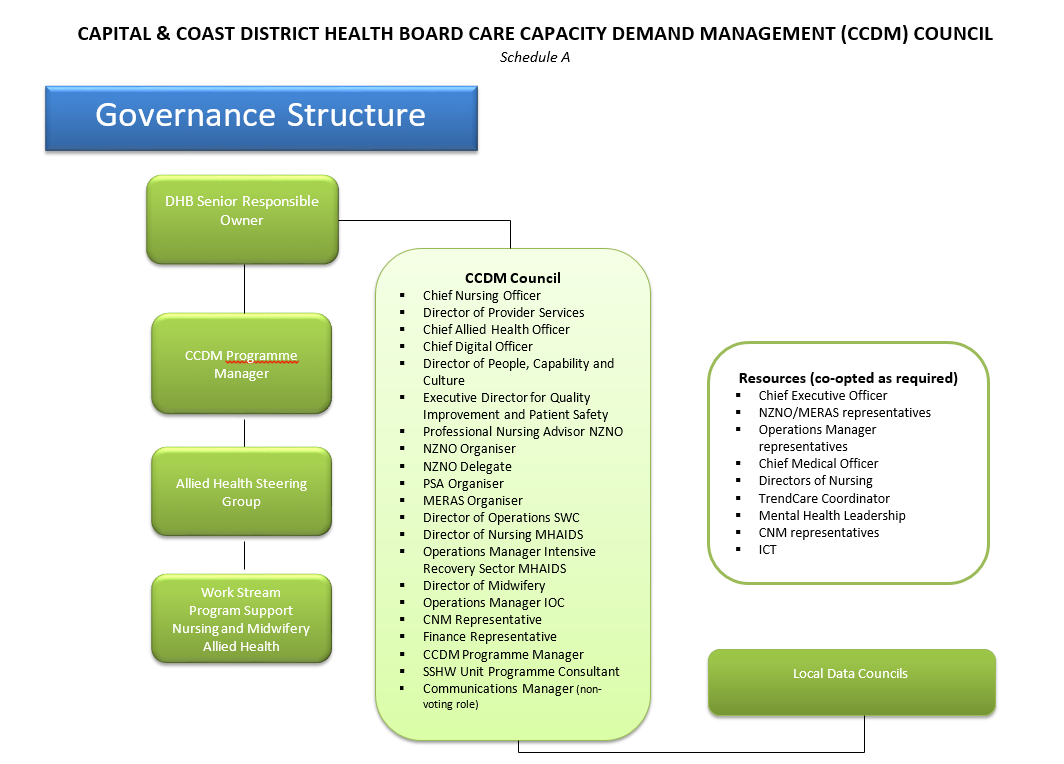 CAPITAL & COAST DISTRICT HEALTH BOARD CARE CAPACITY DEMAND MANAGEMENT (CCDM) COUNCIL
Schedule A
Governance Structure
DHB Senior Responsible
Owner
CCDM Programme
Manager
Allied Health Steering
Group
Work Stream
Program Support
Nursing and Midwifery
Allied Health
CCDM Council
▪ Chief Nursing Officer
▪ Director of Provider Services
▪ Chief Allied Health Officer
▪ Chief Digital Officer
▪ Director of People, Capability and
Culture
▪ Executive Director for Quality
Improvement and Patient Safety
▪ Professional Nursing Advisor NZNO
▪ NZNO Organiser
▪ NZNO Delegate
▪ PSA Organiser
▪ MERAS Organiser
▪ Director of Operations SWC
▪ Director of Nursing MHAIDS
▪ Operations Manager Intensive
Recovery Sector MHAIDS
▪ Director of Midwifery
▪ Operations Manager IOC
▪ CNM Representative
▪ Finance Representative
▪ CCDM Programme Manager
▪ SSHW Unit Programme Consultant
▪ Communications Manager (non-
voting role)
Resources (co-opted as required)
▪ Chief Executive Officer
▪ NZNO/MERAS representatives
▪ Operations Manager
representatives
▪ Chief Medical Officer
▪ Directors of Nursing
▪ TrendCare Coordinator
▪ Mental Health Leadership
▪ CNM representatives
▪ ICT
Local Data Councils